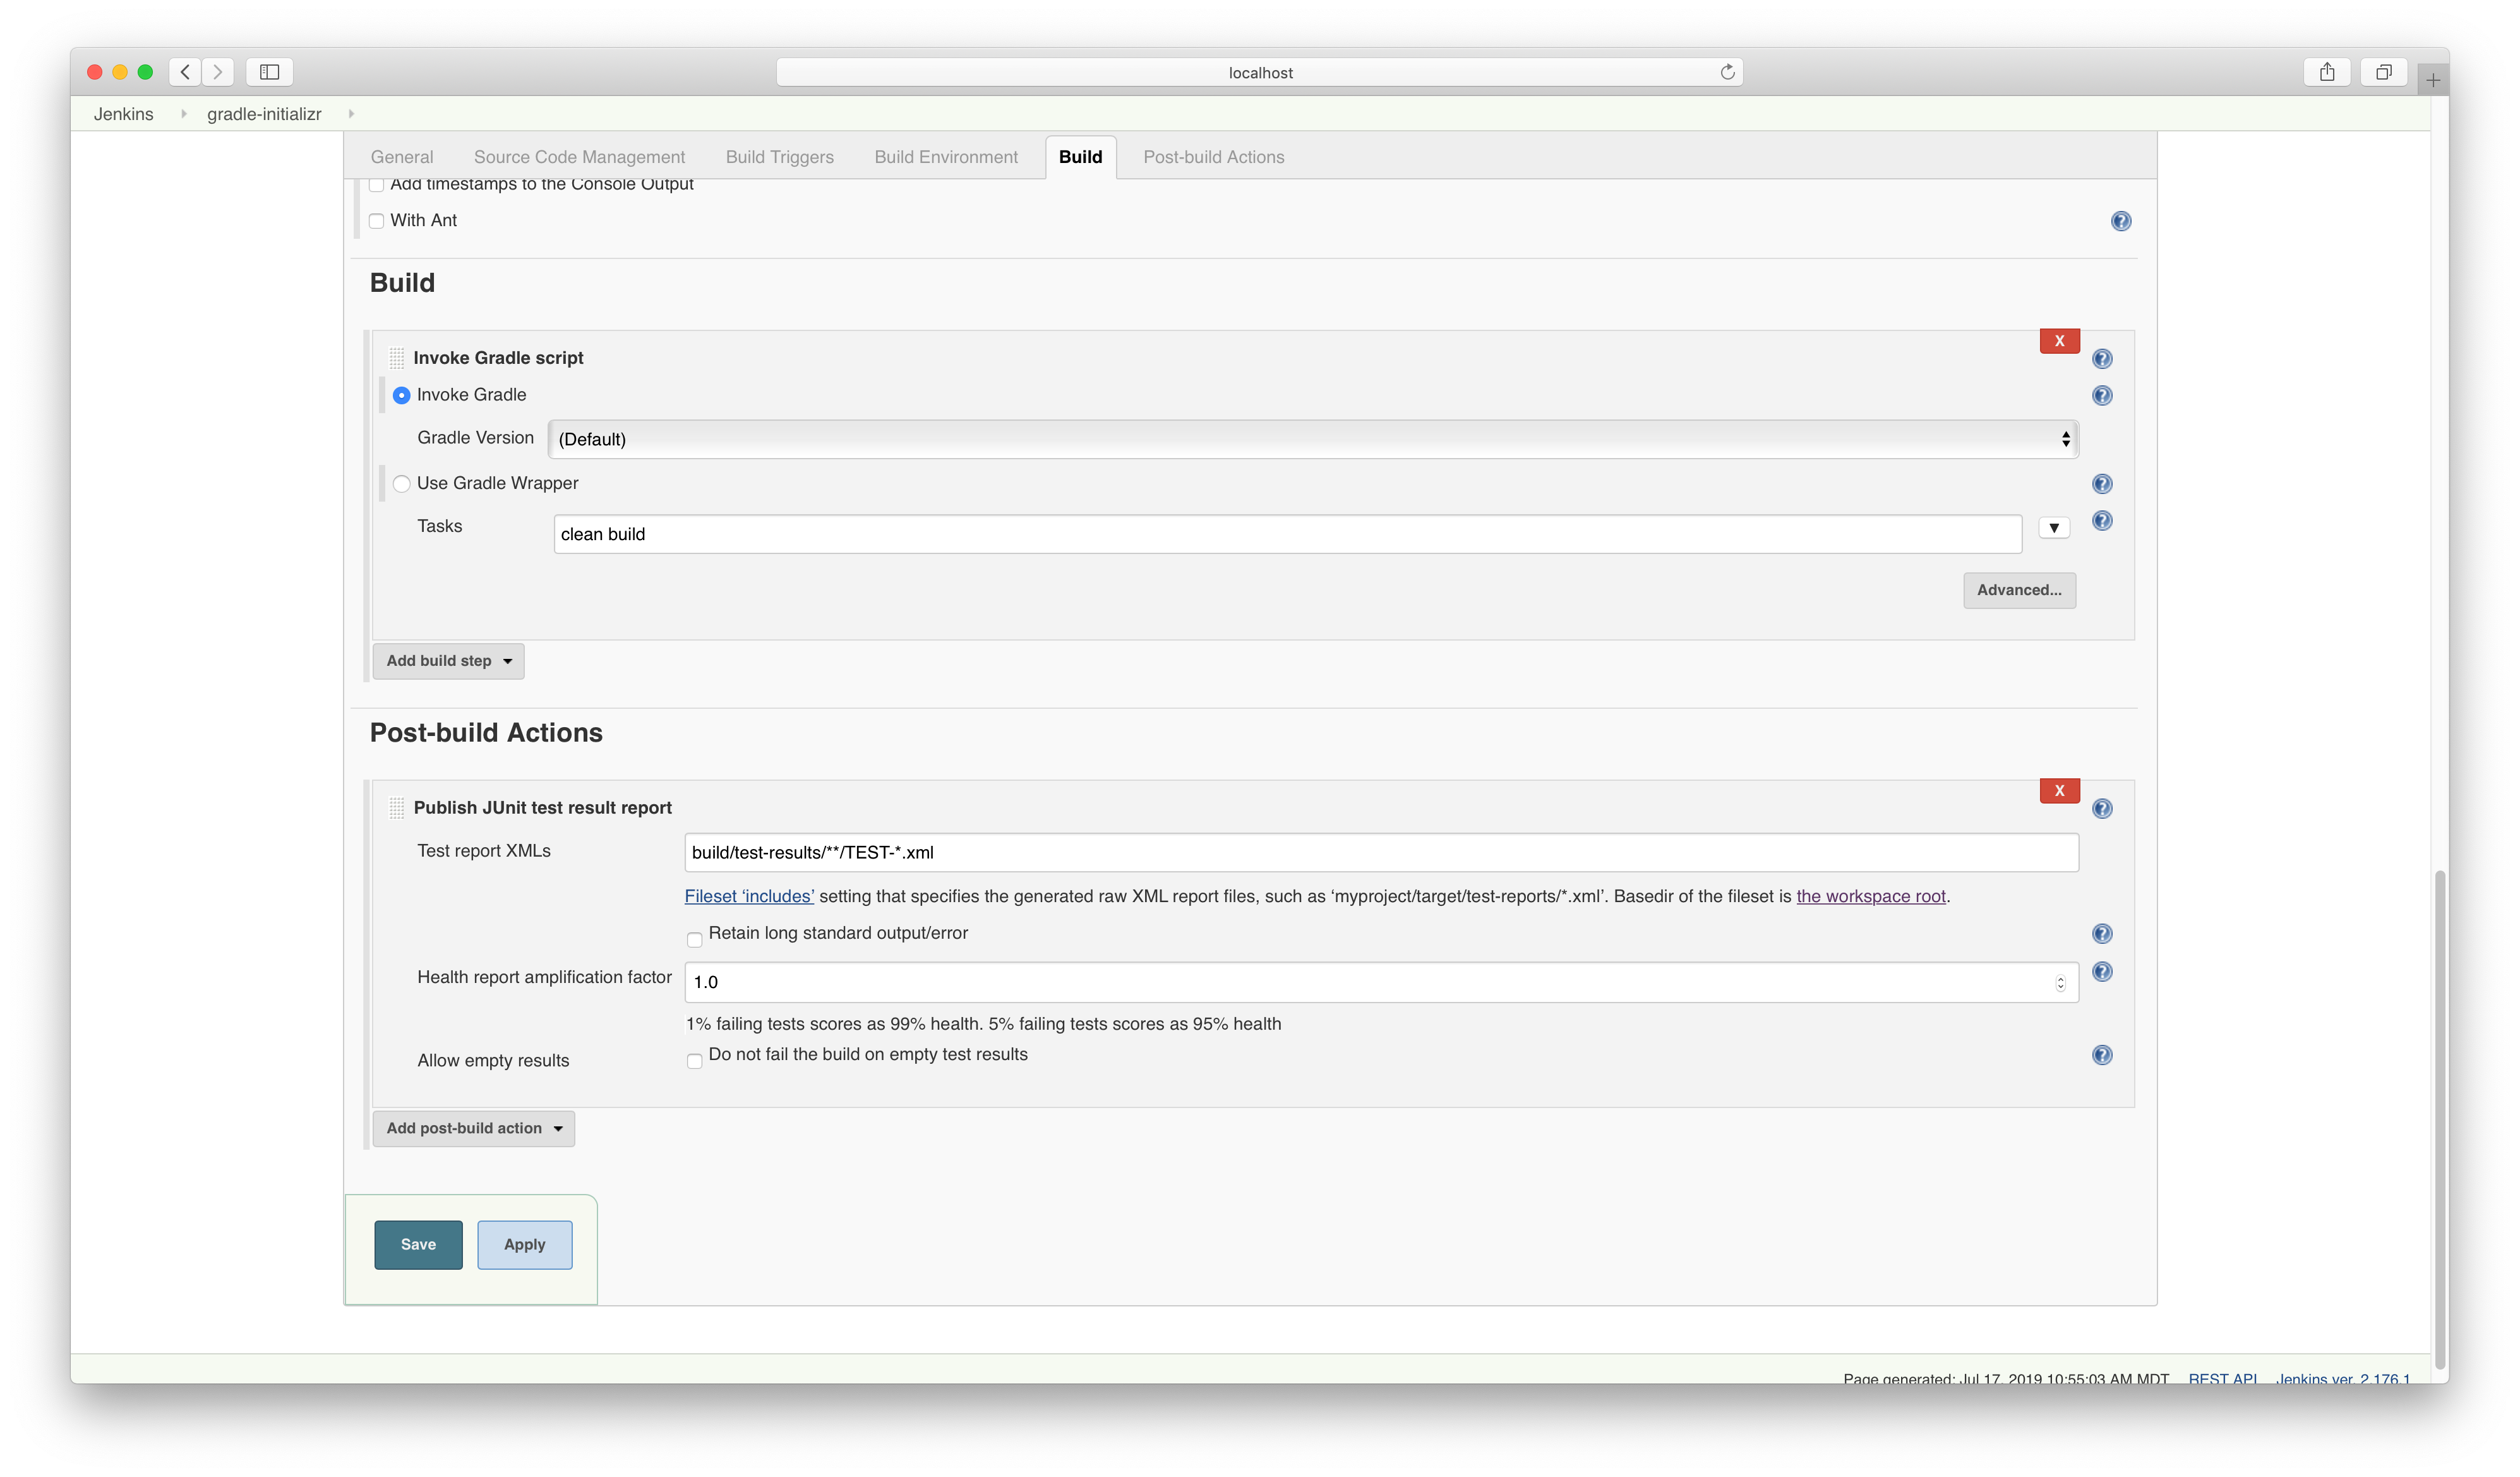 localhost
Jenkins gradle-initializr
General Source Code Management Build Triggers Build Environment Build Post-build Actions
Add timestamps to the Console Output
With Ant
Build
X
Invoke Gradle script
Invoke Gradle
Gradle Version (Default)
Use Gradle Wrapper
Tasks clean build
Advanced...
Add build step
Post-build Actions
X
Publish JUnit test result report
Test report XMLs build/test-results/**/TEST-*.xml
Fileset ‘includes’ setting that specifies the generated raw XML report files, such as ‘myproject/target/test-reports/*.xml’. Basedir of the fileset is the workspace root.
Retain long standard output/error
Health report amplification factor 1.0
1% failing tests scores as 99% health. 5% failing tests scores as 95% health
Allow empty results Do not fail the build on empty test results
Add post-build action
Save Apply
Page generated: Jul 17, 2019 10:55:03 AM MDT REST API Jenkins ver. 2.176.1